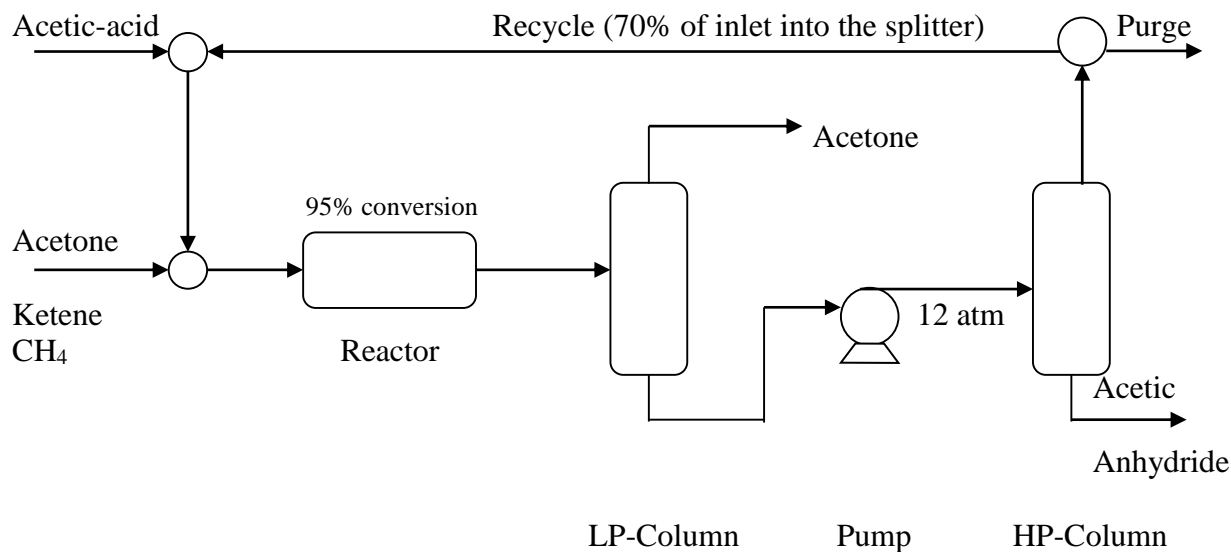 Acetic-acid
Recycle (70% of inlet into the splitter)
Purge
Acetone
95% conversion
Acetone
Ketene
CH₄
Reactor
12 atm
Acetic
Anhydride
LP-Column
Pump
HP-Column